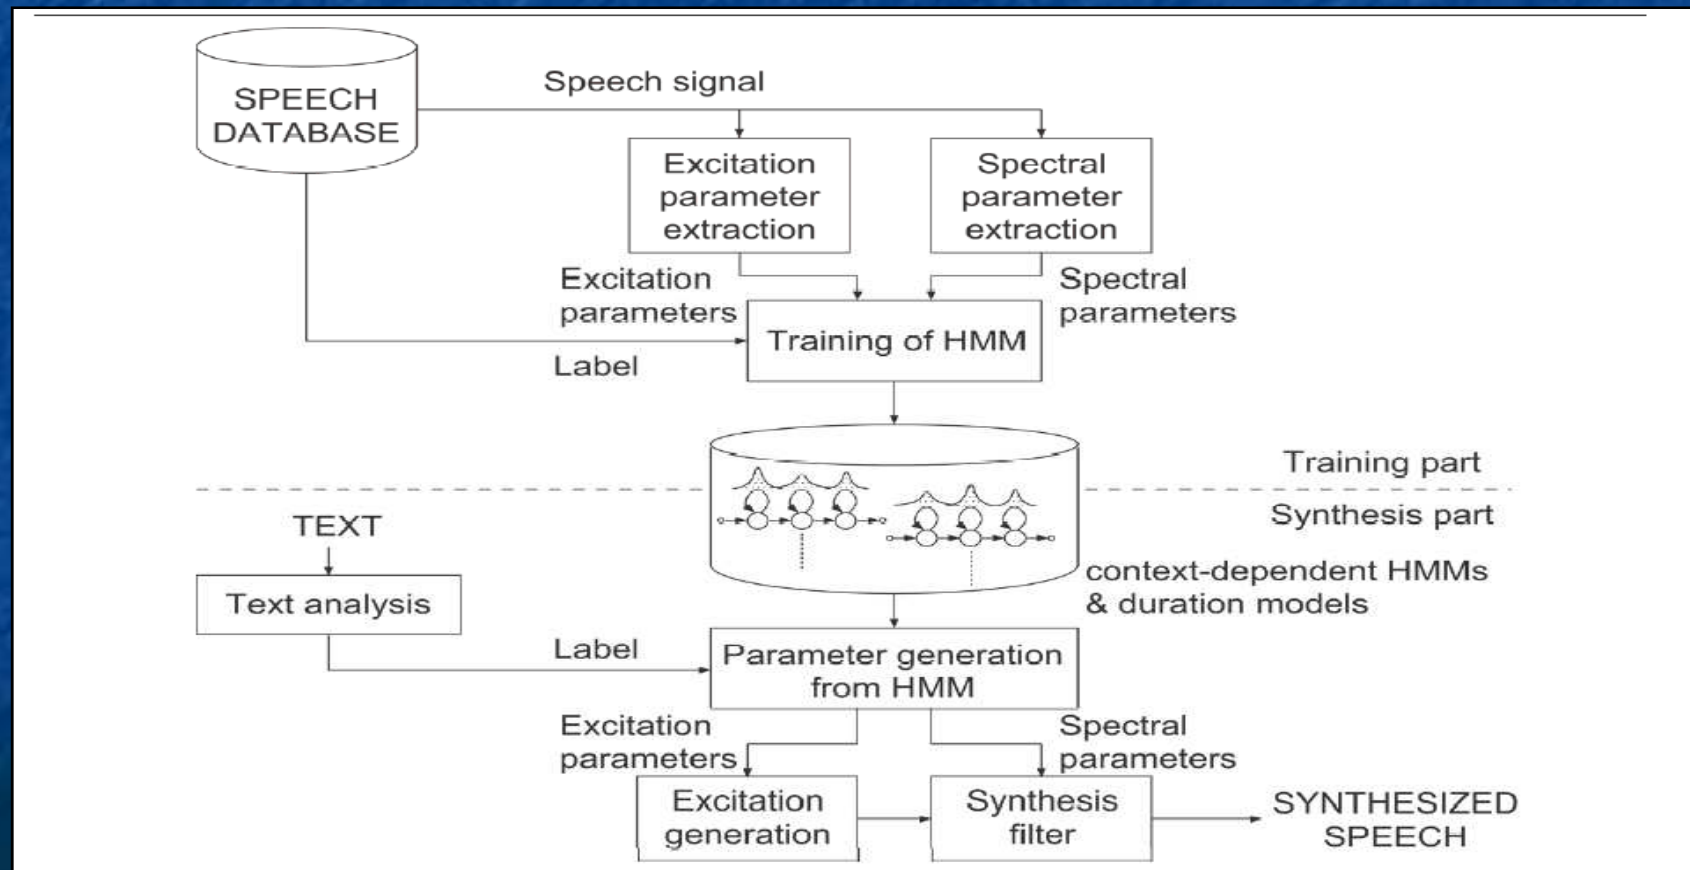 SPEECH
DATABASE
Speech signal
Excitation
parameter
extraction
Spectral
parameter
extraction
Excitation
parameters
Spectral
parameters
Training of HMM
Label
Training part
Synthesis part
TEXT
context-dependent HMMs
& duration models
Text analysis
Label
Parameter generation
from HMM
Excitation
parameters
Spectral
parameters
Excitation
generation
Synthesis
filter
SYNTHESIZED
SPEECH